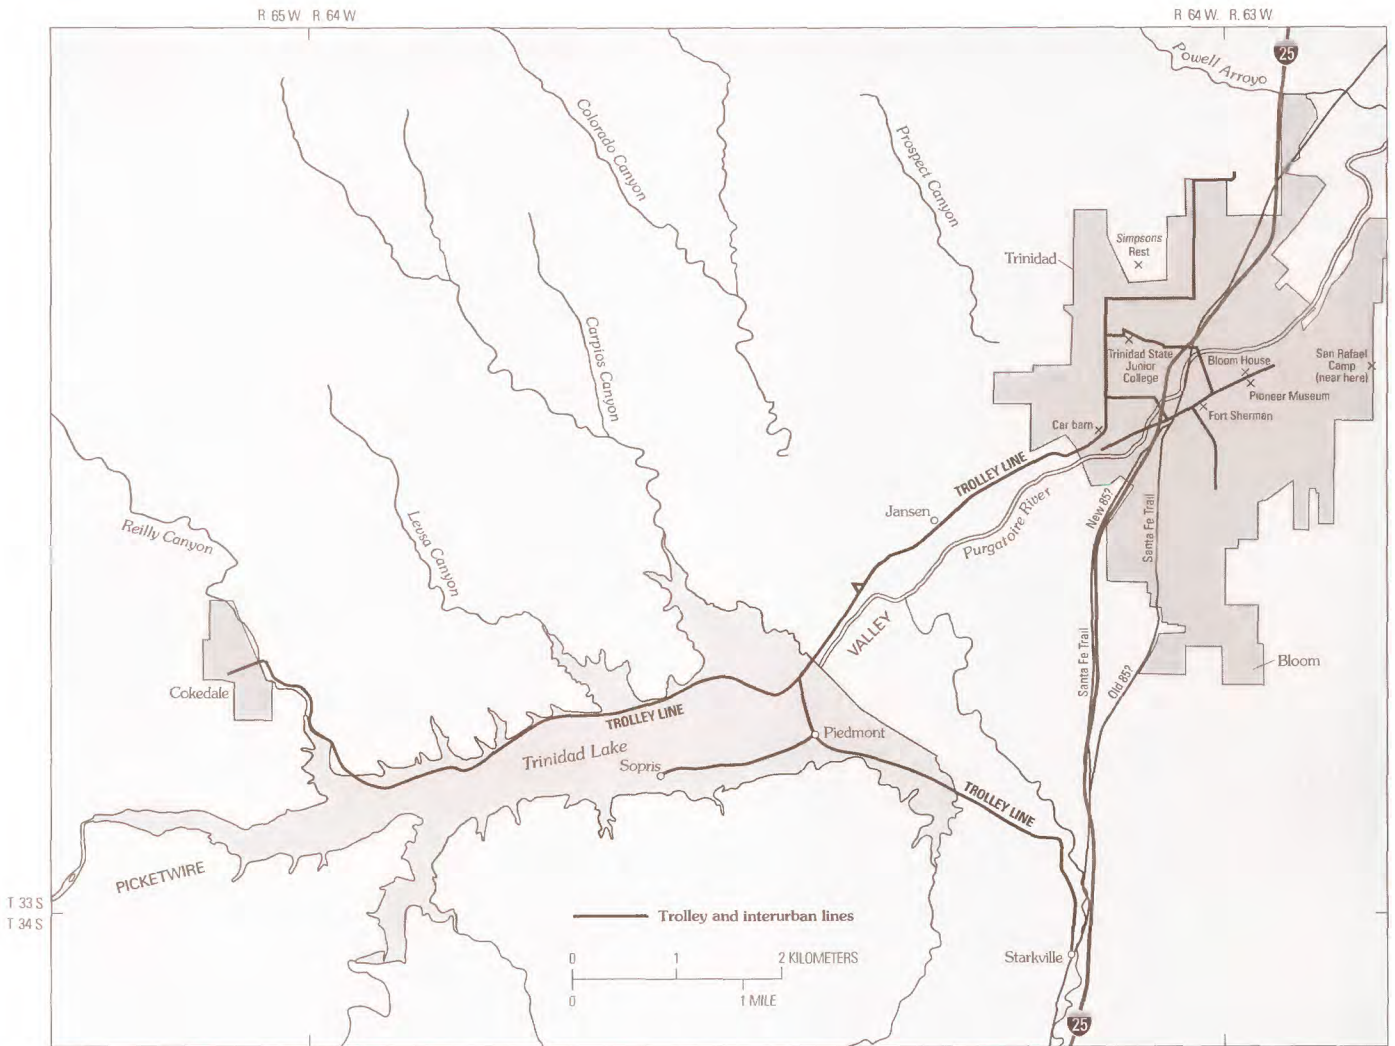 R 65 W R. 64 W
R 64 W. R. 63 W
25
Powell Arroyo
Colorado Canyon
Prospect Canyon
Simpsons
Rest
Trinidad
Carpios Canyon
Trinidad State
Junior
College
Bloom House
San Rafael
Camp
(near here)
Pioneer Museum
Fort Sherman
Car barn
TROLLEY LINE
Jansen
Purgatoire River
New 85?
Santa Fe Trail
Reilly Canyon
Levsa Canyon
VALLEY
Santa Fe Trail
Old 85?
Bloom
Cokedale
TROLLEY LINE
Piedmont
Trinidad Lake
Sopris
TROLLEY LINE
PICKETWIRE
T 33 S
T 34 S
Trolley and interurban lines
0 1 2 KILOMETERS
0 1 MILE
Starkville
25